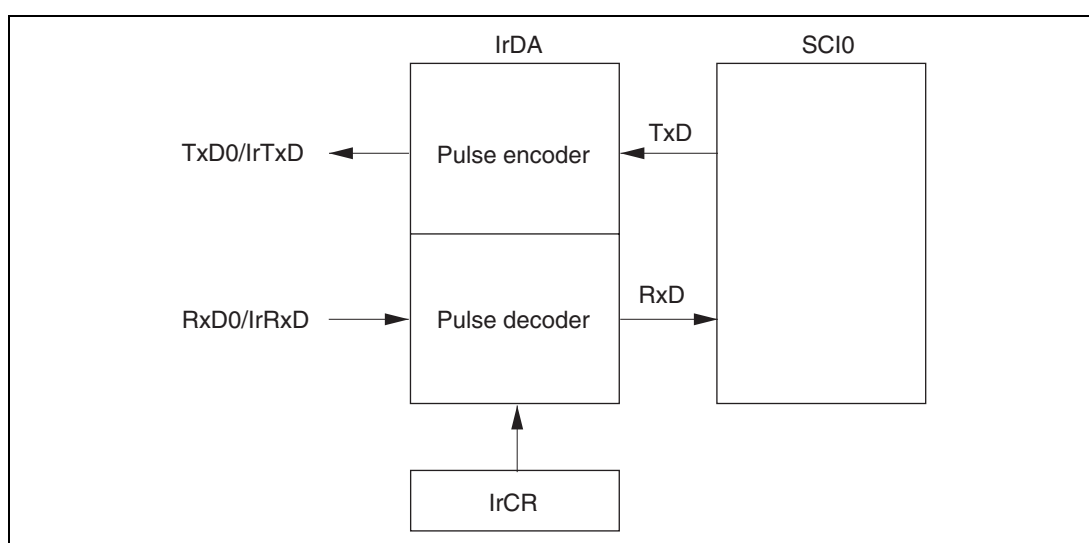 IrDA
SCI0
TxD0/IrTxD
Pulse encoder
TxD
RxD0/IrRxD
Pulse decoder
RxD
IrCR